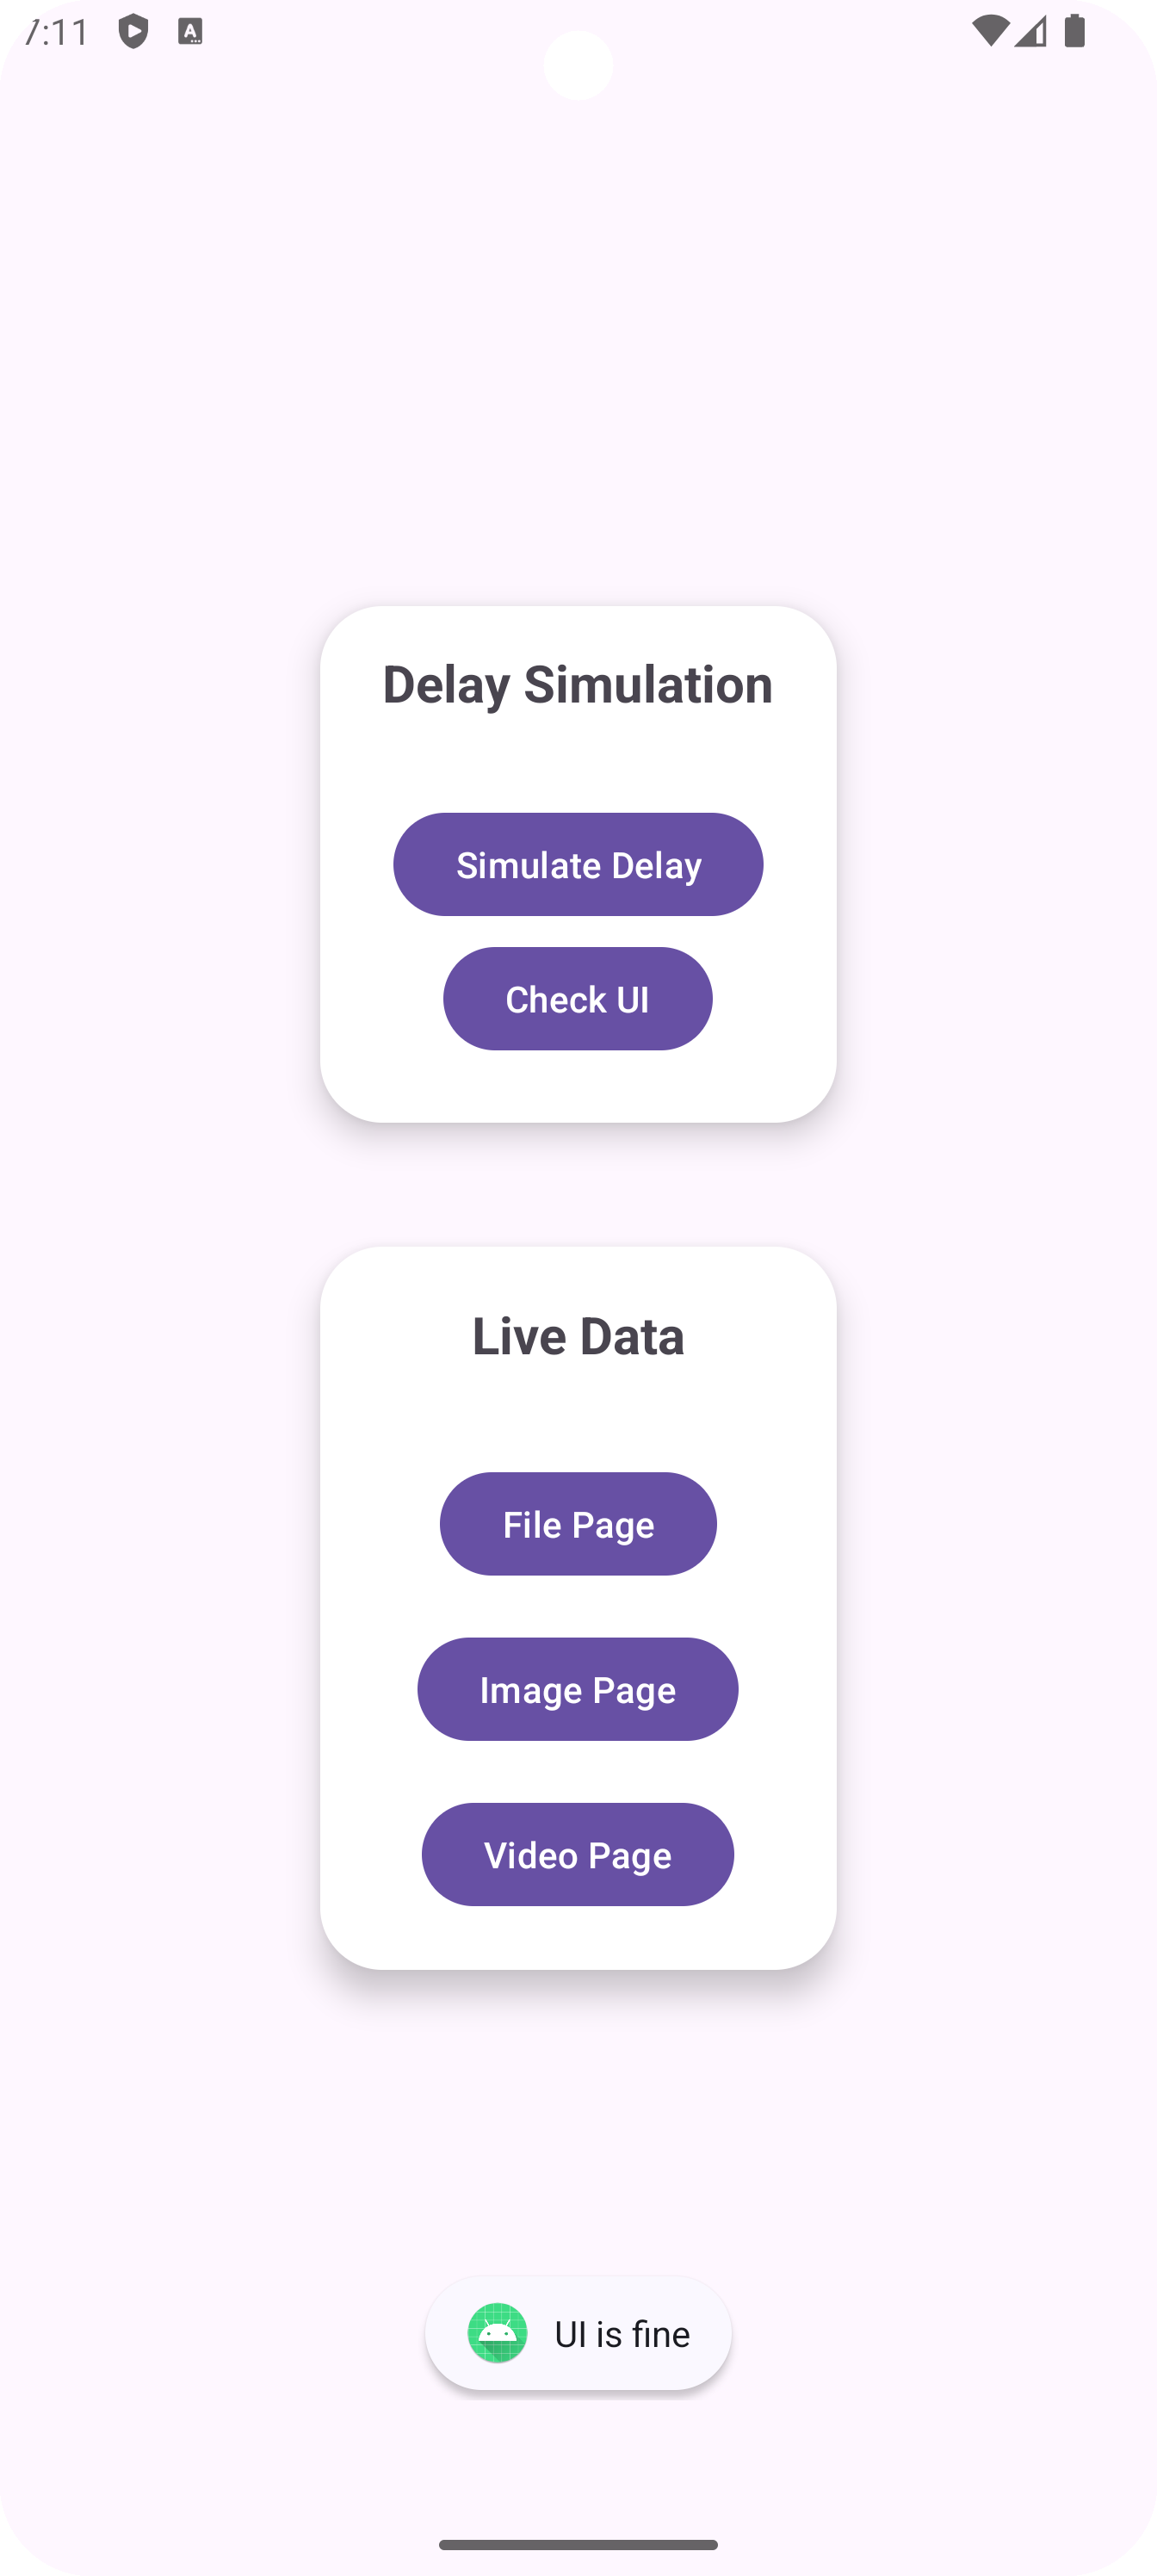 7:11
Delay Simulation
Simulate Delay
Check UI
Live Data
File Page
Image Page
Video Page
UI is fine